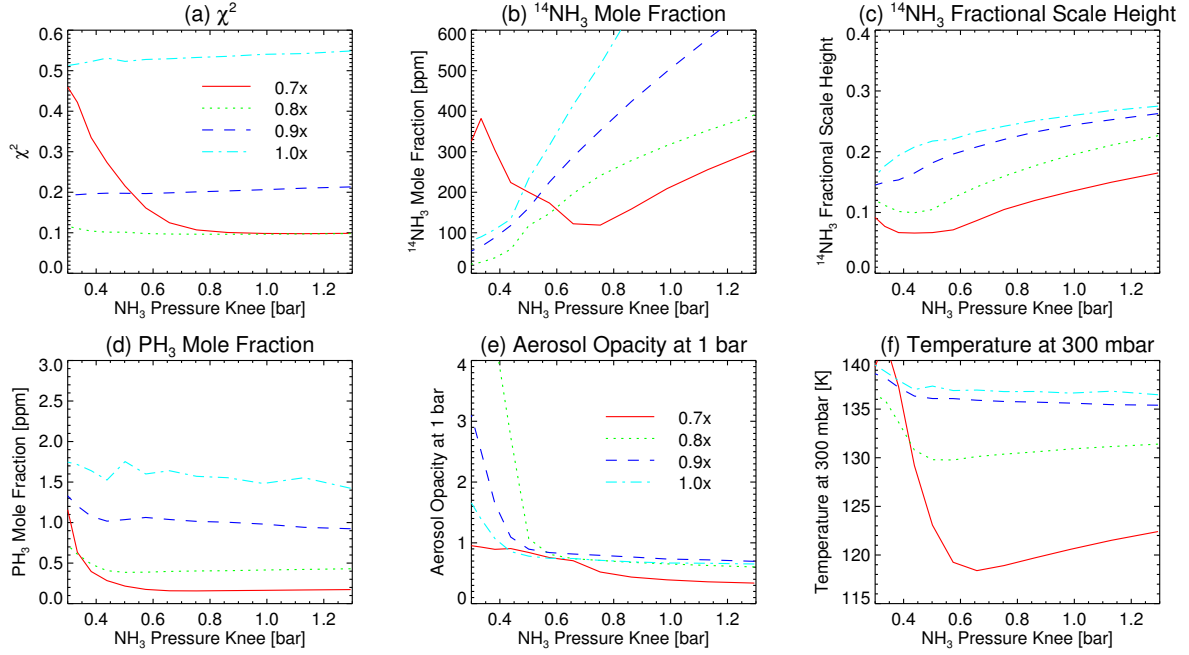 (a) χ²
(b) ¹⁴NH₃ Mole Fraction
(c) ¹⁴NH₃ Fractional Scale Height
0.6
0.5
0.4
0.3
0.2
0.1
0.0
χ²
0.7x
0.8x
0.9x
1.0x
0.4 0.6 0.8 1.0 1.2
NH₃ Pressure Knee [bar]
600
500
400
300
200
100
0
¹⁴NH₃ Mole Fraction [ppm]
0.4 0.6 0.8 1.0 1.2
NH₃ Pressure Knee [bar]
0.4
0.3
0.2
0.1
0.0
¹⁴NH₃ Fractional Scale Height
0.4 0.6 0.8 1.0 1.2
NH₃ Pressure Knee [bar]
(d) PH₃ Mole Fraction
(e) Aerosol Opacity at 1 bar
(f) Temperature at 300 mbar
3.0
2.5
2.0
1.5
1.0
0.5
0.0
PH₃ Mole Fraction [ppm]
0.4 0.6 0.8 1.0 1.2
NH₃ Pressure Knee [bar]
4
3
2
1
0
Aerosol Opacity at 1 bar
0.7x
0.8x
0.9x
1.0x
0.4 0.6 0.8 1.0 1.2
NH₃ Pressure Knee [bar]
140
135
130
125
120
115
Temperature at 300 mbar [K]
0.4 0.6 0.8 1.0 1.2
NH₃ Pressure Knee [bar]